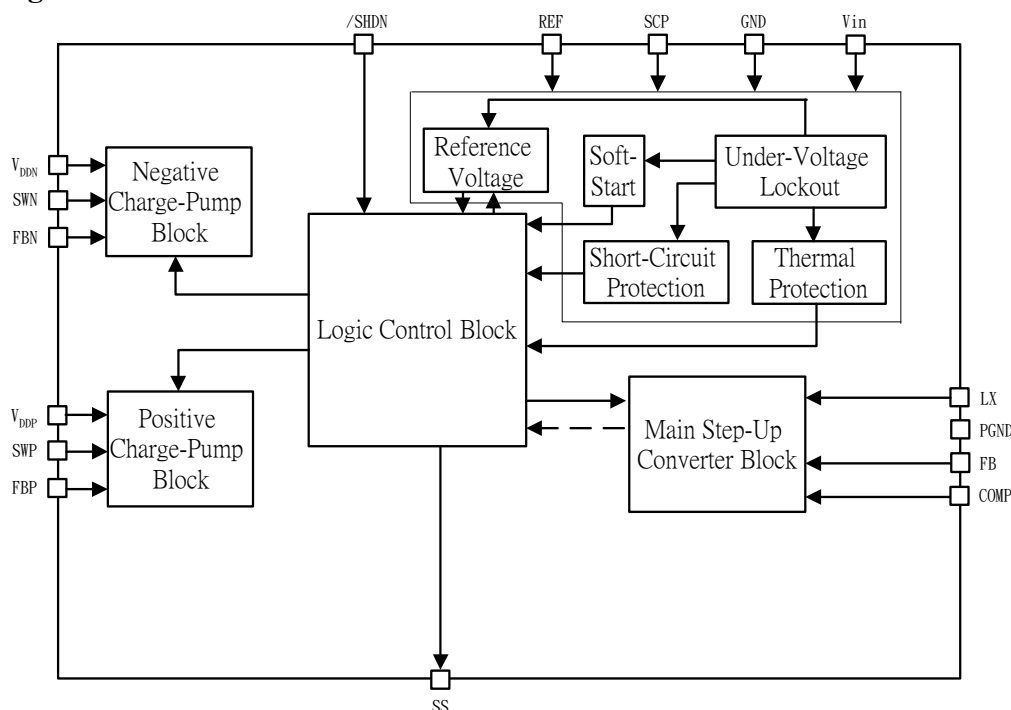 /SHDN
REF
SCP
GND
Vin
Reference
Voltage
Soft-
Start
Under-Voltage
Lockout
VDDN
SWN
FBN
Negative
Charge-Pump
Block
Short-Circuit
Protection
Thermal
Protection
Logic Control Block
VDDP
SWP
FBP
Positive
Charge-Pump
Block
Main Step-Up
Converter Block
LX
PGND
FB
COMP
SS